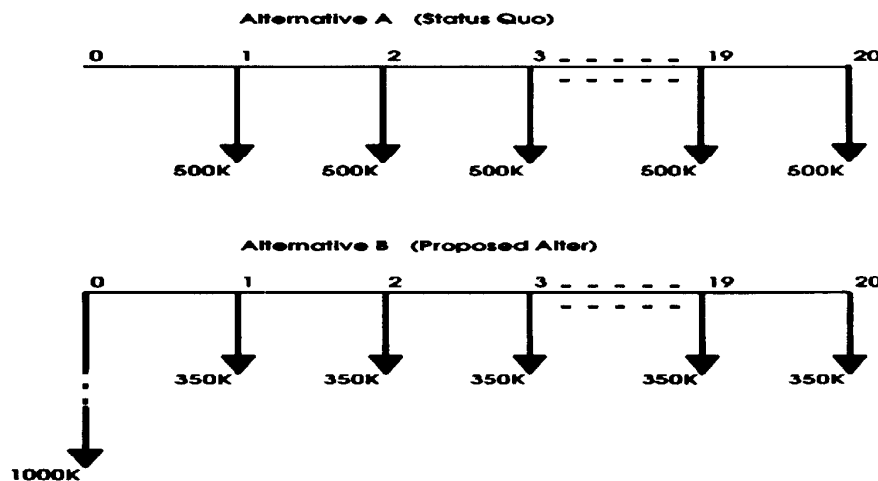 Alternative A (Status Quo)
0 1 2 3 19 20
500K 500K 500K 500K 500K
Alternative B (Proposed Alter)
0 1 2 3 19 20
350K 350K 350K 350K 350K
1000K